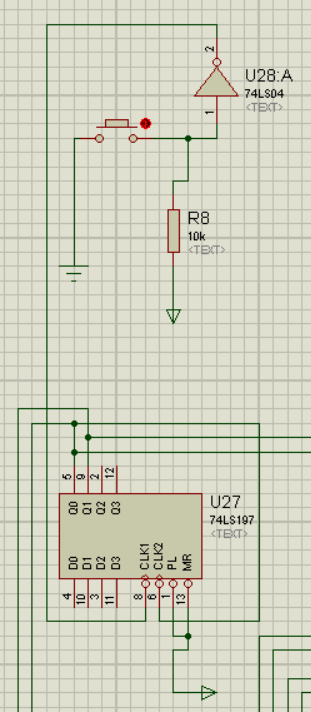 2
U28:A
74LS04
<TEXT>
1
R8
10k
<TEXT>
5 9 2 12
U27
74LS197
<TEXT>
Q0 Q1 Q2 Q3
D0 D1 D2 D3 CLK1 CLK2 PL MR
4 10 3 11 8 6 1 13